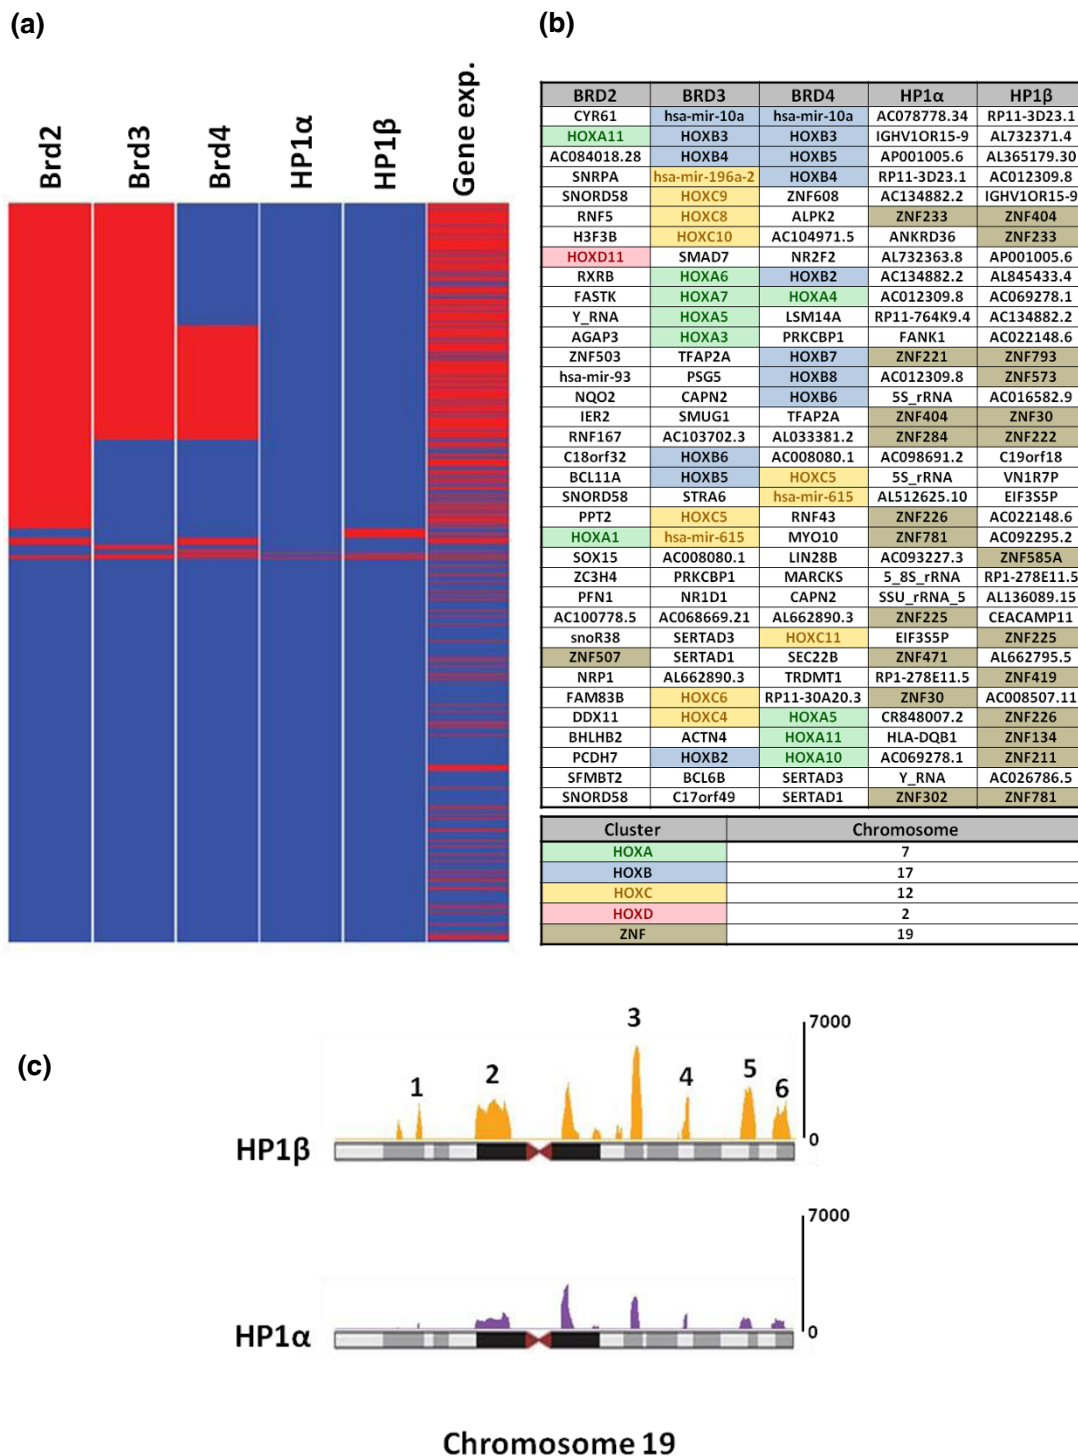 (a)
(b)
Brd2 Brd3 Brd4 HP1α HP1β Gene exp.
BRD2 BRD3 BRD4 HP1α HP1β
CYR61 hsa-mir-10a hsa-mir-10a AC078778.34 RP11-3D23.1
HOXA11 HOXB3 HOXB3 IGHV1OR15-9 AL732371.4
AC084018.28 HOXB4 HOXB5 AP001005.6 AL365179.30
SNRPA hsa-mir-196a-2 HOXB4 RP11-3D23.1 AC012309.8
SNORD58 HOXC9 ZNF608 AC134882.2 IGHV1OR15-9
RNF5 HOXC8 ALPK2 ZNF233 ZNF404
H3F3B HOXC10 AC104971.5 ANKRD36 ZNF233
HOXD11 SMAD7 NR2F2 AL732363.8 AP001005.6
RXRB HOXA6 HOXB2 AC134882.2 AL845433.4
FASTK HOXA7 HOXA4 AC012309.8 AC069278.1
Y_RNA HOXA5 LSM14A RP11-764K9.4 AC134882.2
AGAP3 HOXA3 PRKCBP1 FANK1 AC022148.6
ZNF503 TFAP2A HOXB7 ZNF221 ZNF793
hsa-mir-93 PSG5 HOXB8 AC012309.8 ZNF573
NQO2 CAPN2 HOXB6 5S_rRNA AC016582.9
IER2 SMUG1 TFAP2A ZNF404 ZNF30
RNF167 AC103702.3 AL033381.2 ZNF284 ZNF222
C18orf32 HOXB6 AC008080.1 AC098691.2 C19orf18
BCL11A HOXB5 HOXC5 5S_rRNA VN1R7P
SNORD58 STRA6 hsa-mir-615 AL512625.10 EIF3S5P
PPT2 HOXC5 RNF43 ZNF226 AC022148.6
HOXA1 hsa-mir-615 MYO10 ZNF781 AC092295.2
SOX15 AC008080.1 LIN28B AC093227.3 ZNF585A
ZC3H4 PRKCBP1 MARCKS 5_8S_rRNA RP1-278E11.5
PFN1 NR1D1 CAPN2 SSU_rRNA_5 AL136089.15
AC100778.5 AC068669.21 AL662890.3 ZNF225 CEACAMP11
snoR38 SERTAD3 HOXC11 EIF3S5P ZNF225
ZNF507 SERTAD1 SEC22B ZNF471 AL662795.5
NRP1 AL662890.3 TRDMT1 RP1-278E11.5 ZNF419
FAM83B HOXC6 RP11-30A20.3 ZNF30 AC008507.11
DDX11 HOXC4 HOXA5 CR848007.2 ZNF226
BHLHB2 ACTN4 HOXA11 HLA-DQB1 ZNF134
PCDH7 HOXB2 HOXA10 AC069278.1 ZNF211
SFMBT2 BCL6B SERTAD3 Y_RNA AC026786.5
SNORD58 C17orf49 SERTAD1 ZNF302 ZNF781
Cluster Chromosome
HOXA 7
HOXB 17
HOXC 12
HOXD 2
ZNF 19
(c)
1 2 3 4 5 6
7000
0
HP1β
7000
0
HP1α
Chromosome 19